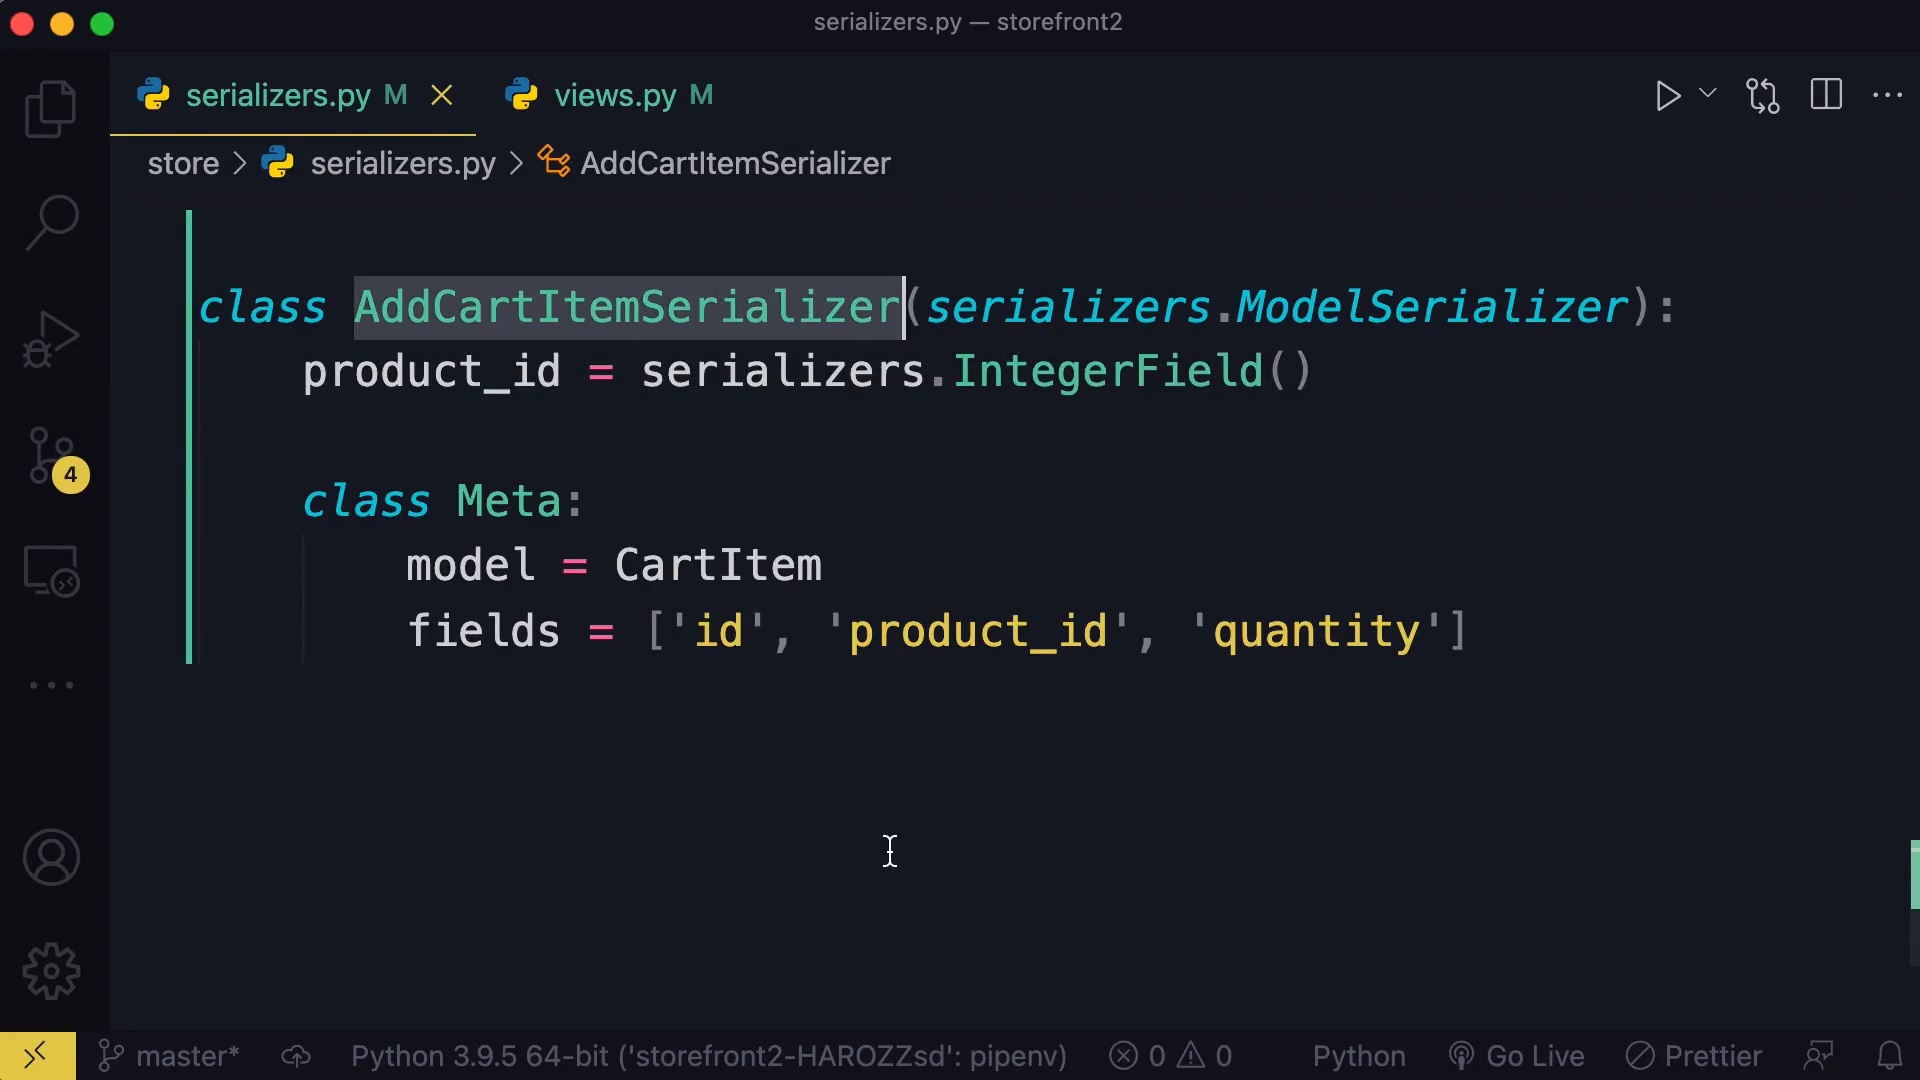 serializers.py — storefront2
serializers.py M
views.py M
store > serializers.py > AddCartItemSerializer
class AddCartItemSerializer(serializers.ModelSerializer):
product_id = serializers.IntegerField()
class Meta:
model = CartItem
fields = ['id', 'product_id', 'quantity']
4
master* Python 3.9.5 64-bit ('storefront2-HAROZZsd': pipenv) 0 0 Python Go Live Prettier